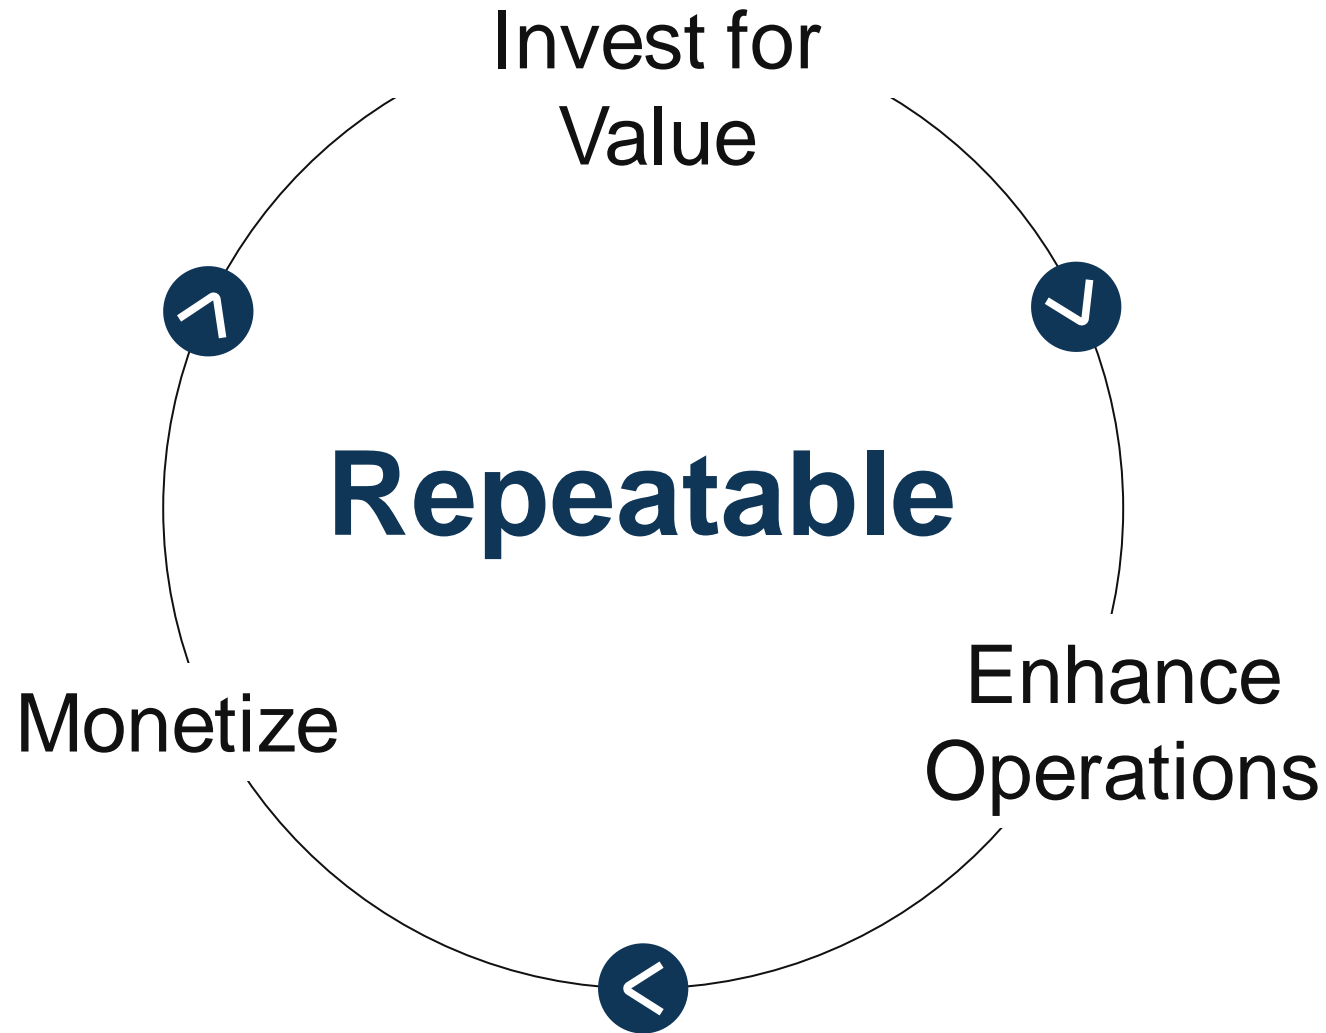 Invest for
Value
Repeatable
Enhance
Operations
Monetize